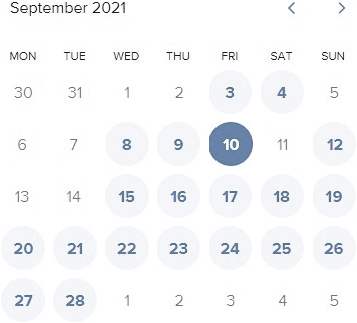 September 2021
MON TUE WED THU FRI SAT SUN
30 31 1 2 3 4 5
6 7 8 9 10 11 12
13 14 15 16 17 18 19
20 21 22 23 24 25 26
27 28 1 2 3 4 5